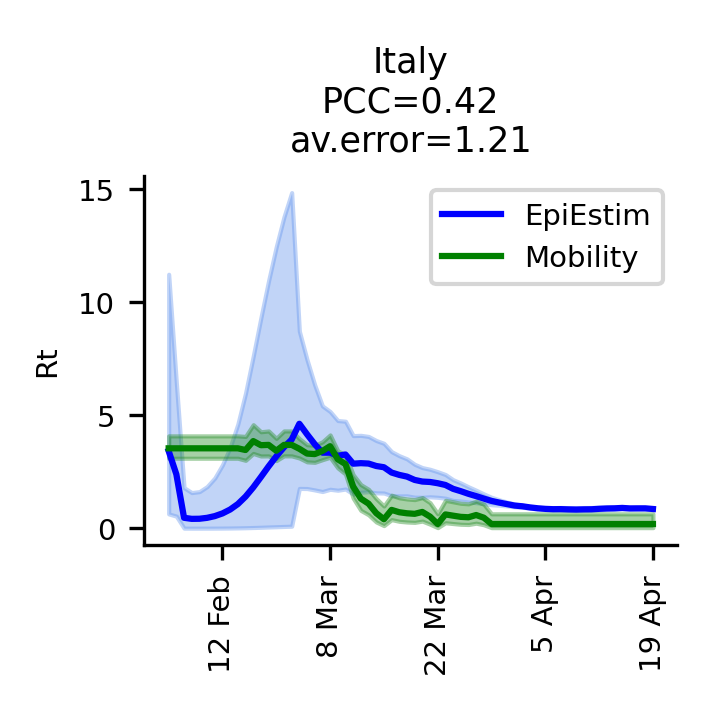 Italy
PCC=0.42
av.error=1.21
15
10
5
0
Rt
EpiEstim
Mobility
12 Feb
8 Mar
22 Mar
5 Apr
19 Apr